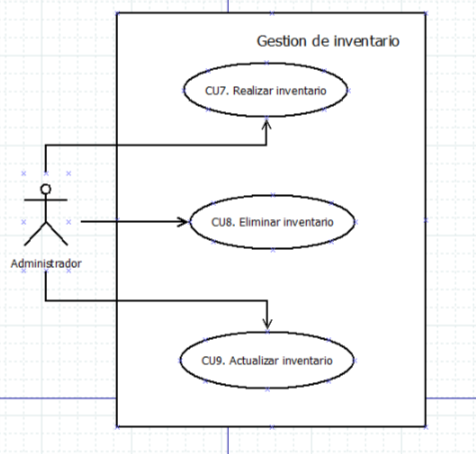 Gestion de inventario
CU7. Realizar inventario
CU8. Eliminar inventario
Administrador
CU9. Actualizar inventario